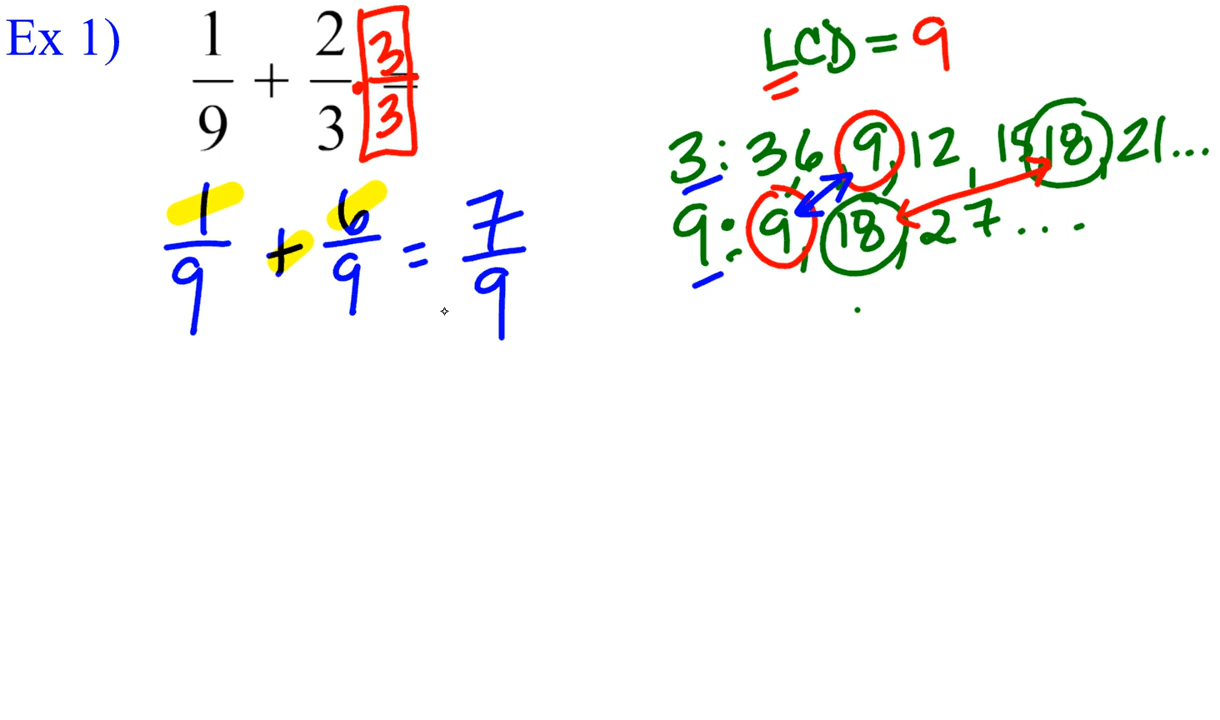 Ex 1) 1/9 + 2/3 · 3/3 =
1/9 + 6/9 = 7/9
LCD = 9
3: 3, 6, 9, 12, 15, 18, 21...
9: 9, 18, 27...